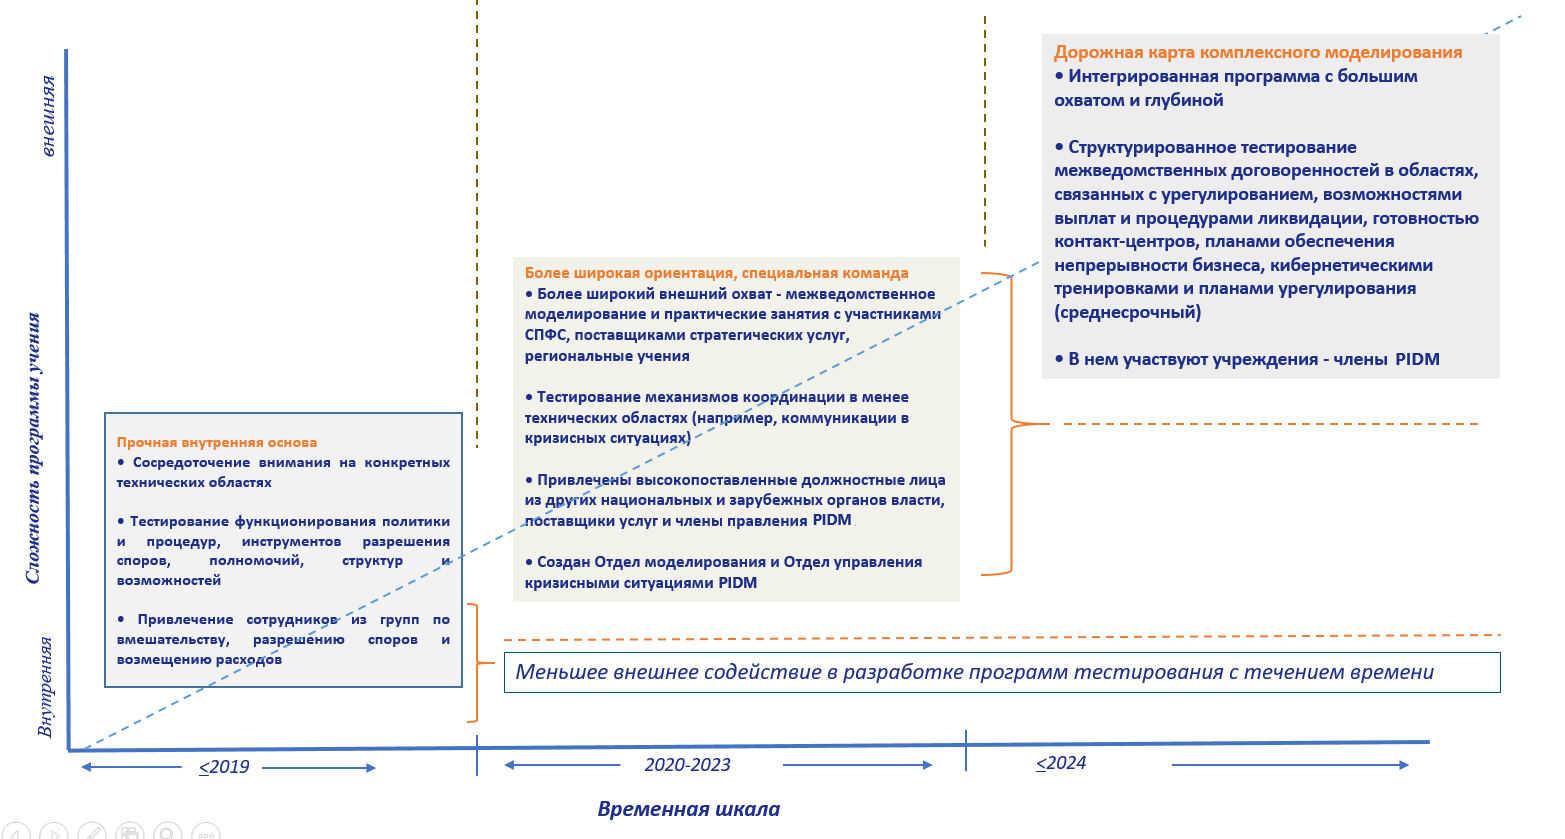 внешняя
Сложность программы учения
Внутренняя
Прочная внутренняя основа
• Сосредоточение внимания на конкретных
технических областях
• Тестирование функционирования политики
и процедур, инструментов разрешения
споров, полномочий, структур и
возможностей
• Привлечение сотрудников из групп по
вмешательству, разрешению споров и
возмещению расходов
Более широкая ориентация, специальная команда
• Более широкий внешний охват - межведомственное
моделирование и практические занятия с участниками
СПФС, поставщиками стратегических услуг,
региональные учения
• Тестирование механизмов координации в менее
технических областях (например, коммуникации в
кризисных ситуациях)
• Привлечены высокопоставленные должностные лица
из других национальных и зарубежных органов власти,
поставщики услуг и члены правления PIDM
• Создан Отдел моделирования и Отдел управления
кризисными ситуациями PIDM
Дорожная карта комплексного моделирования
• Интегрированная программа с большим
охватом и глубиной
• Структурированное тестирование
межведомственных договоренностей в областях,
связанных с урегулированием, возможностями
выплат и процедурами ликвидации, готовностью
контакт-центров, планами обеспечения
непрерывности бизнеса, кибернетическими
тренировками и планами урегулирования
(среднесрочный)
• В нем участвуют учреждения - члены PIDM
Меньшее внешнее содействие в разработке программ тестирования с течением времени
<2019
2020-2023
<2024
Временная шкала